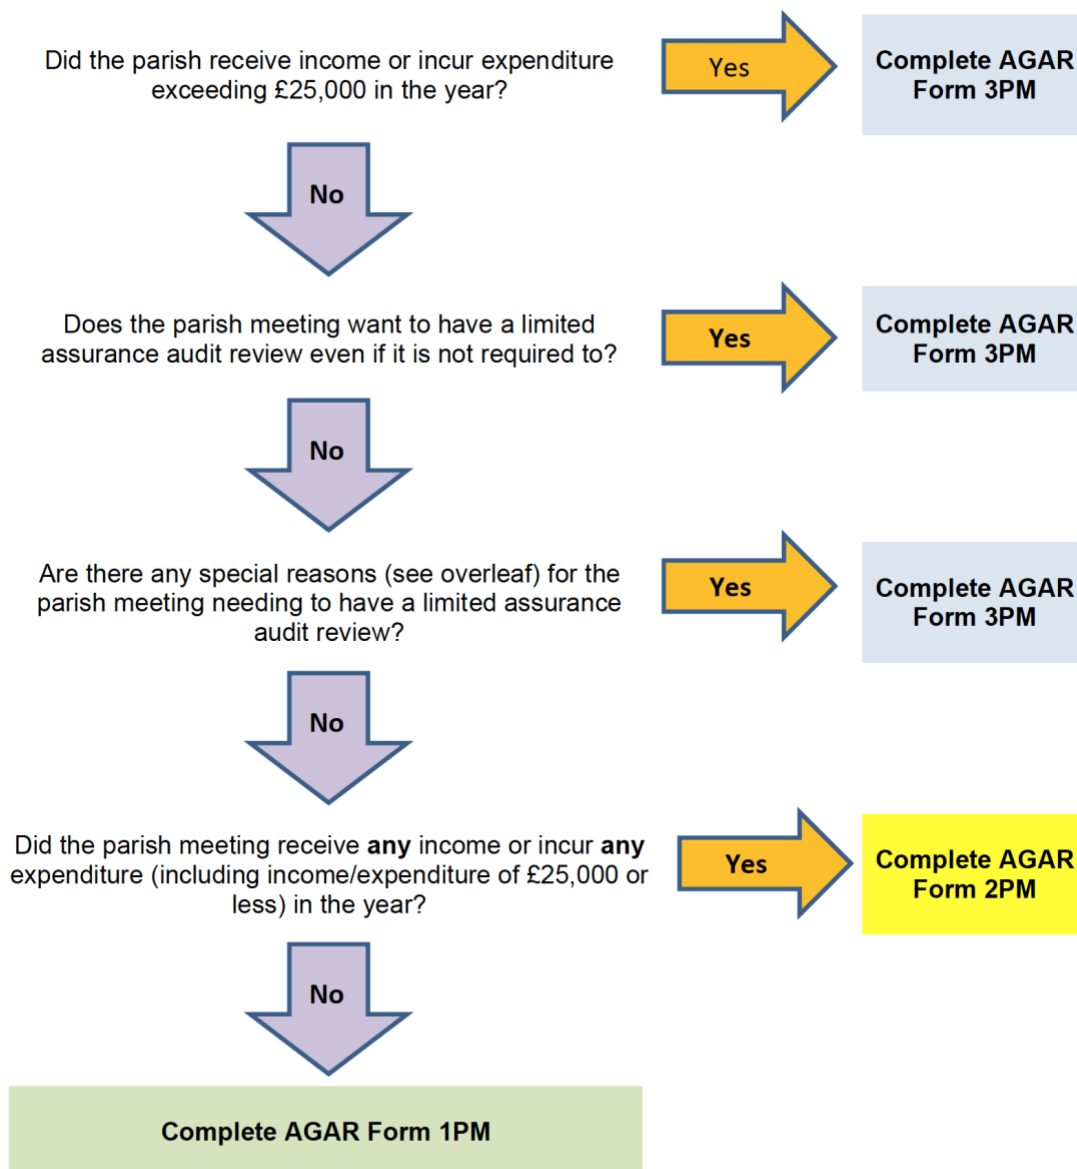 Did the parish receive income or incur expenditure
exceeding £25,000 in the year?
Yes
Complete AGAR
Form 3PM
No
Does the parish meeting want to have a limited
assurance audit review even if it is not required to?
Yes
Complete AGAR
Form 3PM
No
Are there any special reasons (see overleaf) for the
parish meeting needing to have a limited assurance
audit review?
Yes
Complete AGAR
Form 3PM
No
Did the parish meeting receive any income or incur any
expenditure (including income/expenditure of £25,000 or
less) in the year?
Yes
Complete AGAR
Form 2PM
No
Complete AGAR Form 1PM